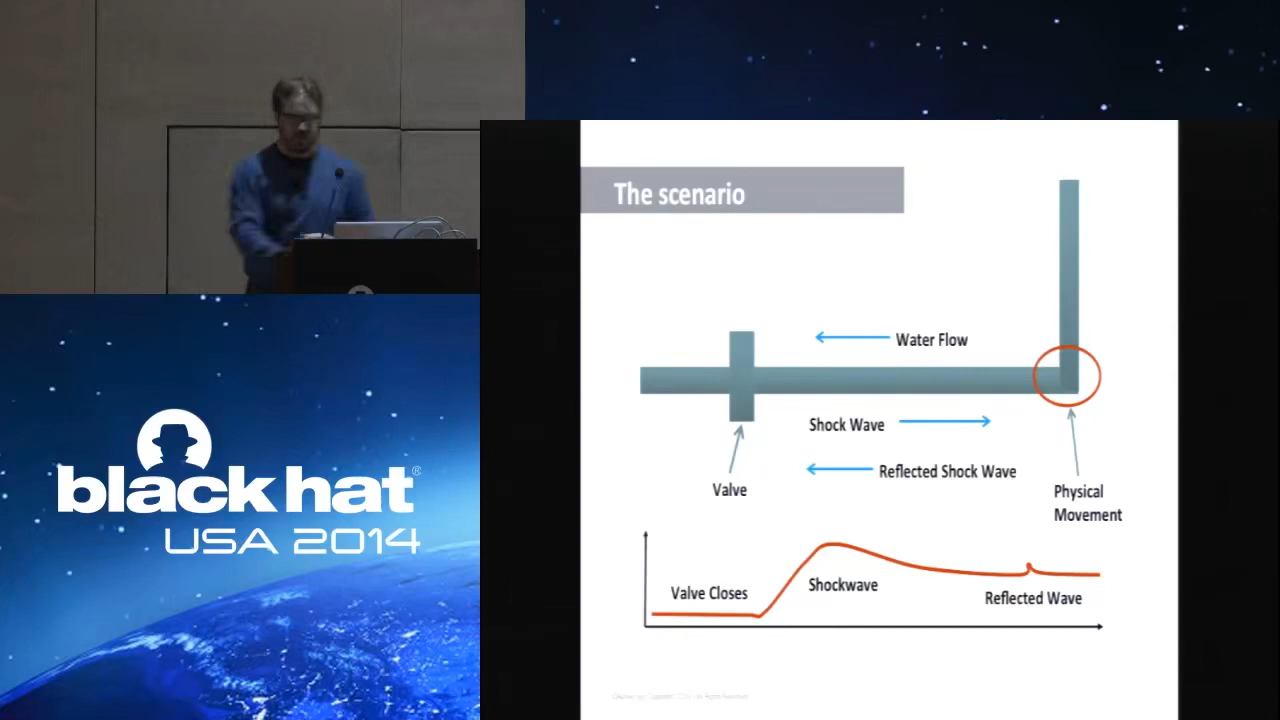 The scenario
Water Flow
Shock Wave
Reflected Shock Wave
Valve
Physical
Movement
Valve Closes
Shockwave
Reflected Wave
black hat®
USA 2014